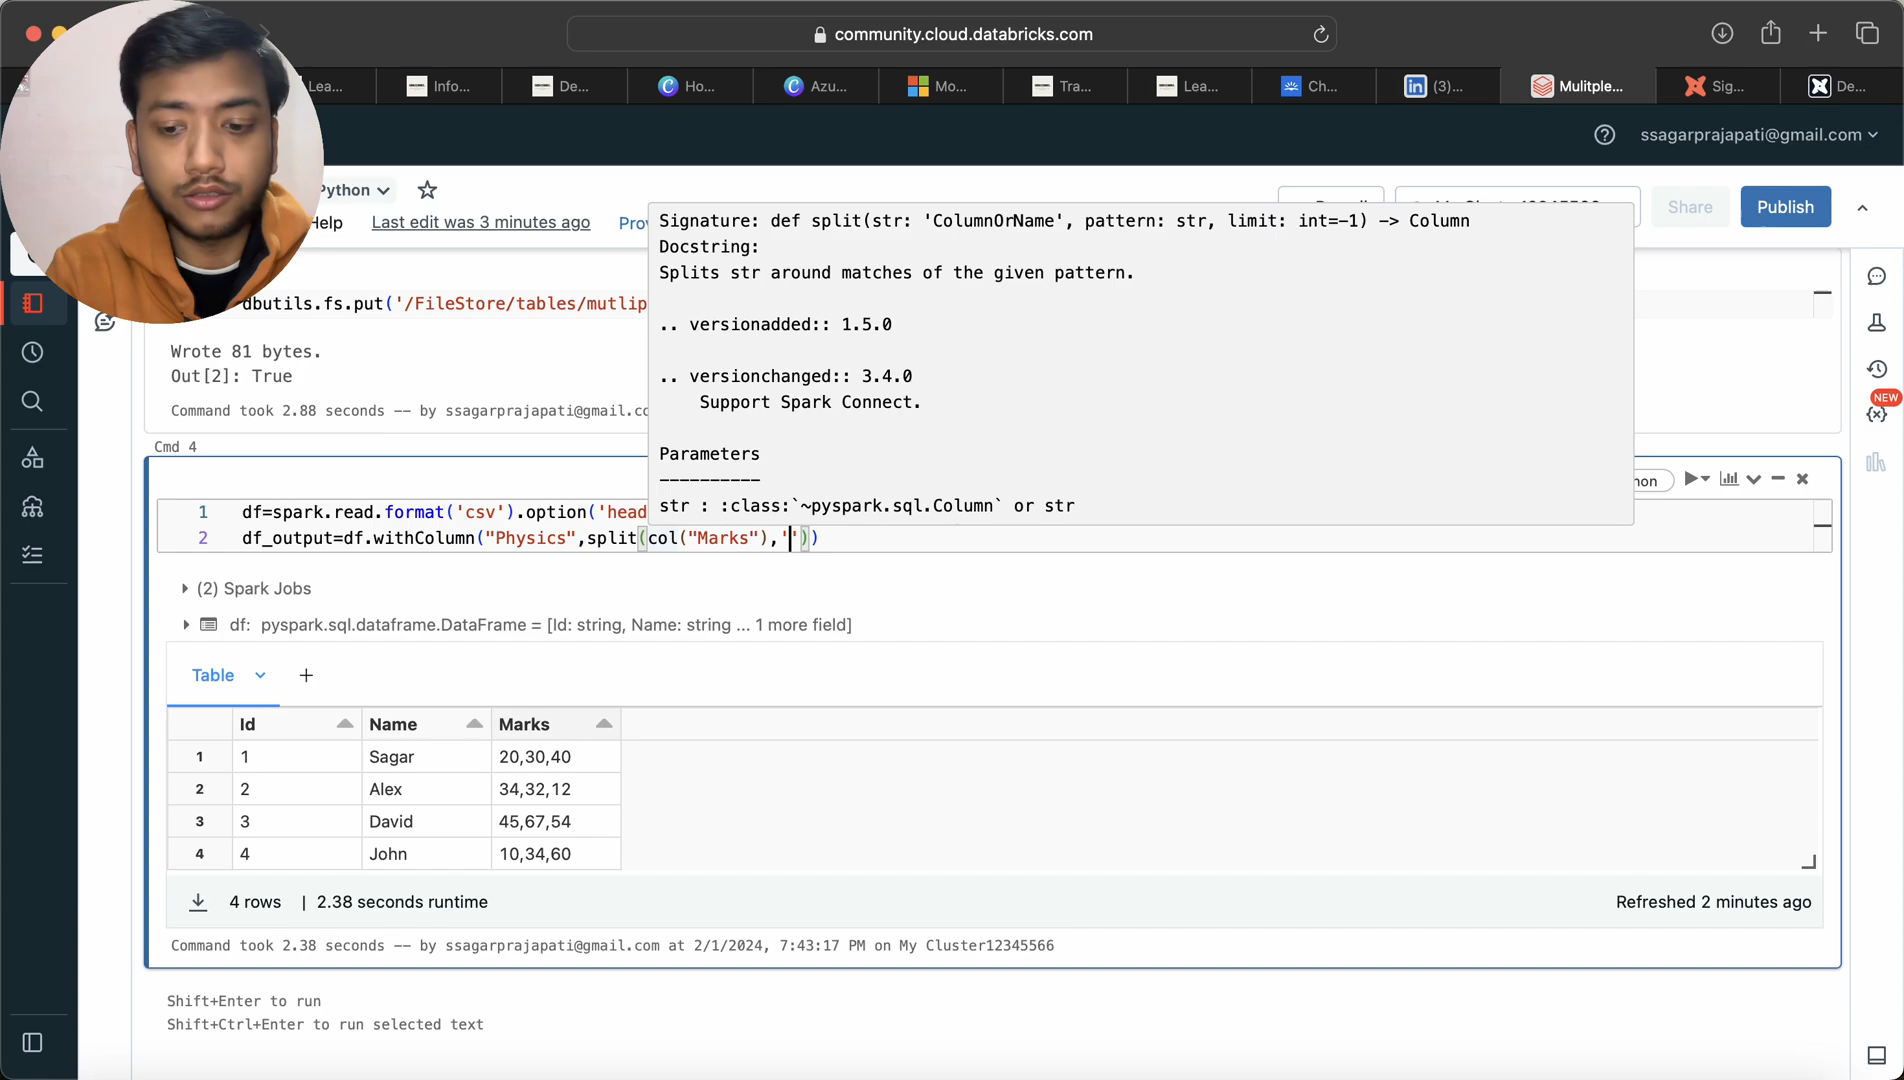 community.cloud.databricks.com
Lea...
Info...
De...
Ho...
Azu...
Mo...
Tra...
Lea...
Ch...
(3)...
Mulitple...
Sig...
De...
ssagarprajapati@gmail.com
Python
Help
Last edit was 3 minutes ago
Share
Publish
Signature: def split(str: 'ColumnOrName', pattern: str, limit: int=-1) -> Column
Docstring:
Splits str around matches of the given pattern.
.. versionadded:: 1.5.0
.. versionchanged:: 3.4.0
Support Spark Connect.
Parameters
----------
str : :class:`~pyspark.sql.Column` or str
dbutils.fs.put('/FileStore/tables/mutlip
Wrote 81 bytes.
Out[2]: True
Command took 2.88 seconds -- by ssagarprajapati@gmail.co
NEW
Cmd 4
1 df=spark.read.format('csv').option('head
2 df_output=df.withColumn("Physics",split(col("Marks"),''))
(2) Spark Jobs
df: pyspark.sql.dataframe.DataFrame = [Id: string, Name: string ... 1 more field]
Table
Id Name Marks
1 1 Sagar 20,30,40
2 2 Alex 34,32,12
3 3 David 45,67,54
4 4 John 10,34,60
4 rows | 2.38 seconds runtime
Refreshed 2 minutes ago
Command took 2.38 seconds -- by ssagarprajapati@gmail.com at 2/1/2024, 7:43:17 PM on My Cluster12345566
Shift+Enter to run
Shift+Ctrl+Enter to run selected text